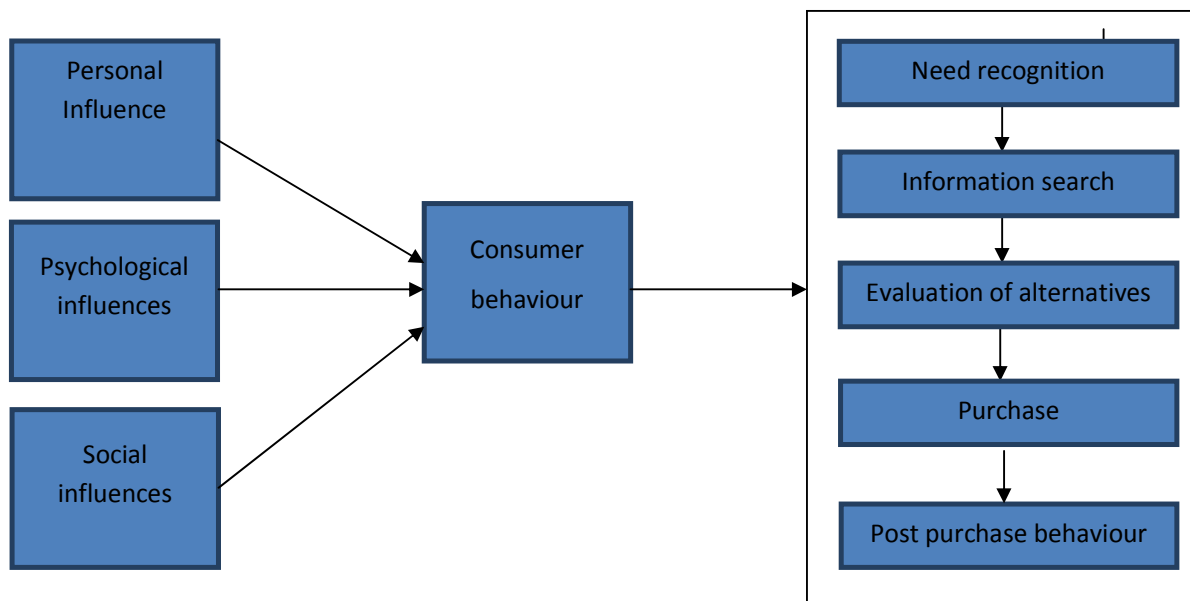 Personal
Influence
Psychological
influences
Social
influences
Consumer
behaviour
Need recognition
Information search
Evaluation of alternatives
Purchase
Post purchase behaviour